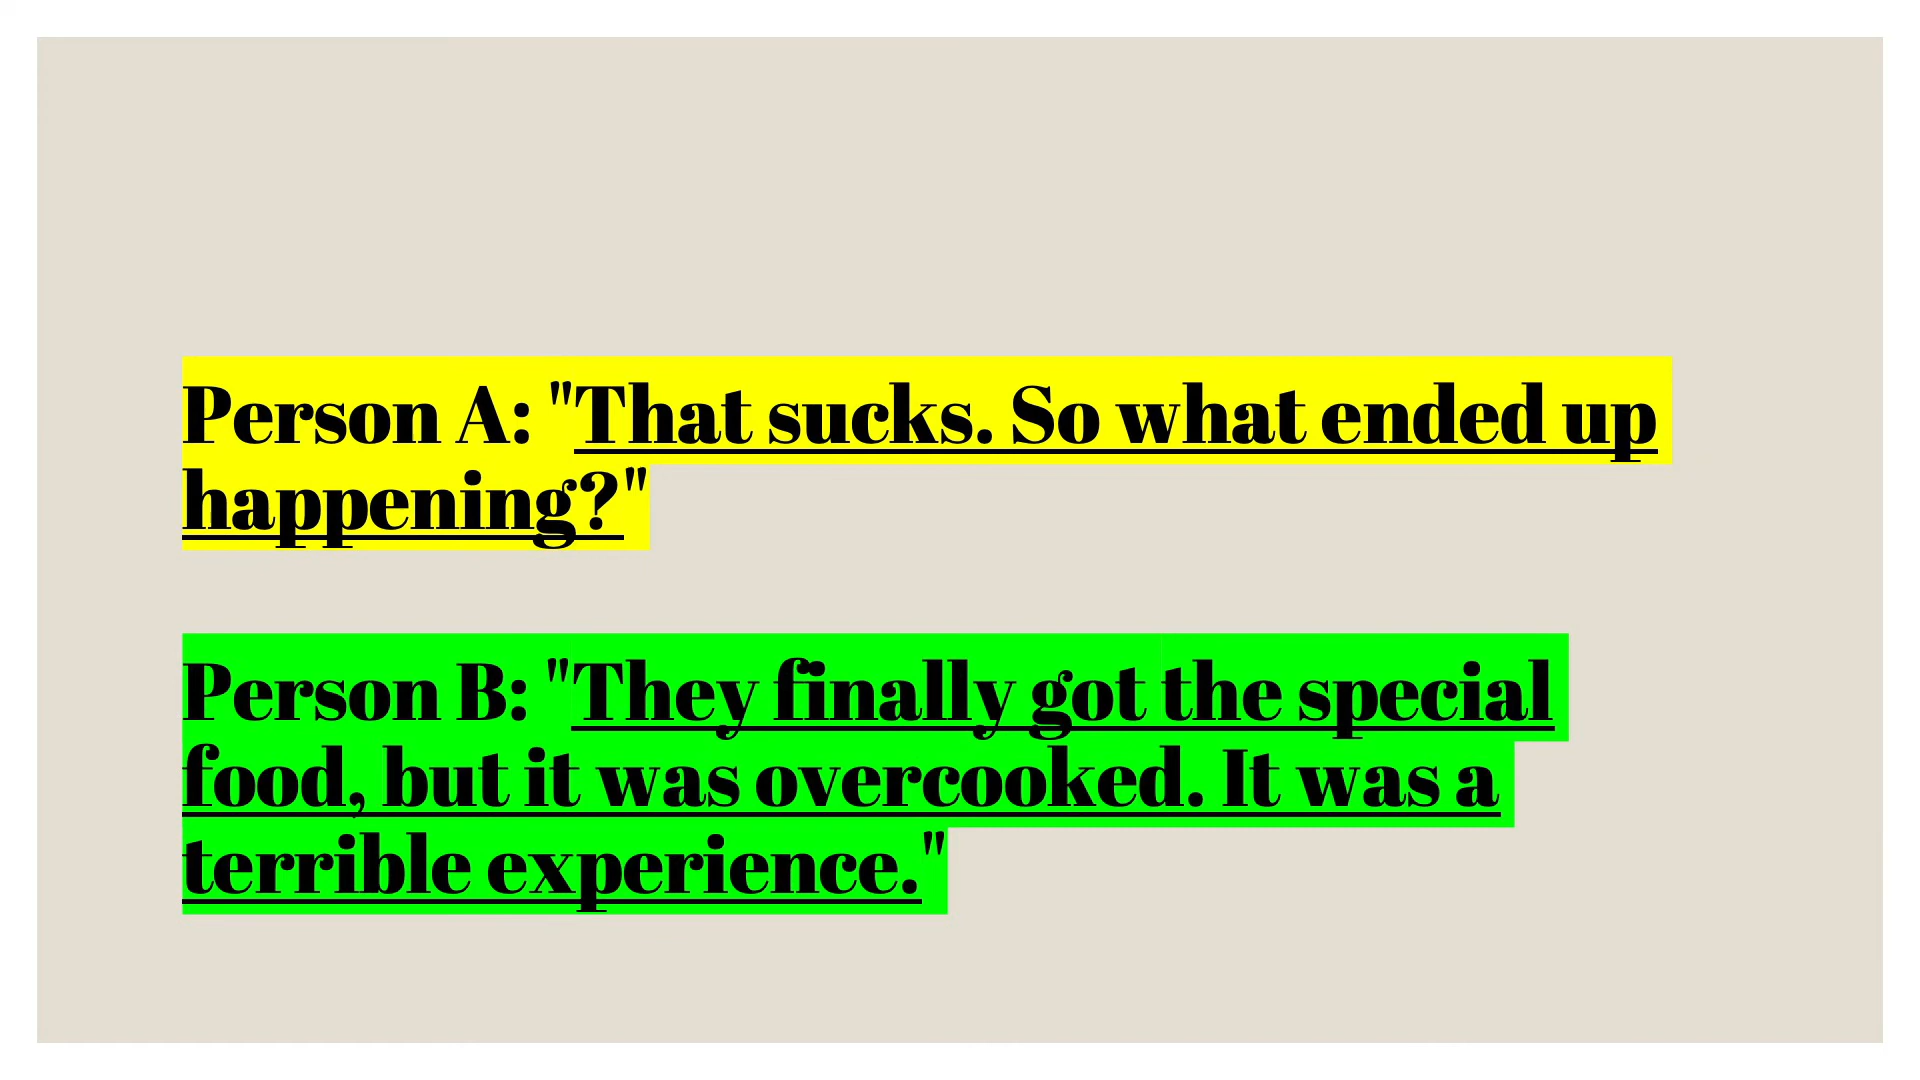 Person A: "That sucks. So what ended up
happening?"
Person B: "They finally got the special
food, but it was overcooked. It was a
terrible experience."